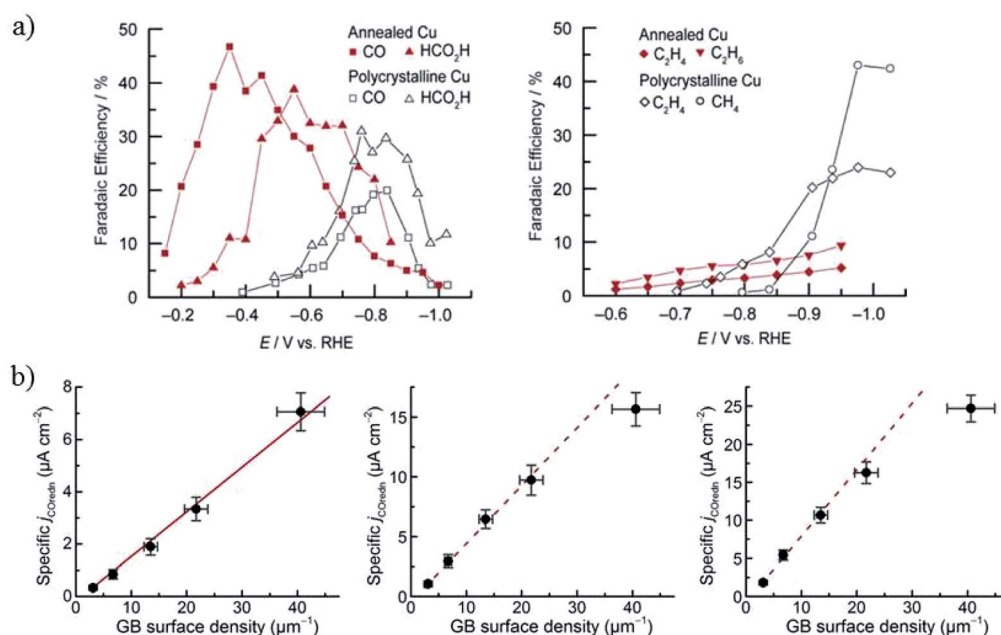 a)
Annealed Cu
CO HCO₂H
Polycrystalline Cu
CO HCO₂H
Faradaic Efficiency / %
50
40
30
20
10
0
−0.2 −0.4 −0.6 −0.8 −1.0
E / V vs. RHE
Annealed Cu
C₂H₄ C₂H₆
Polycrystalline Cu
C₂H₄ CH₄
Faradaic Efficiency / %
50
40
30
20
10
0
−0.6 −0.7 −0.8 −0.9 −1.0
E / V vs. RHE
b)
Specific jCOredn (μA cm⁻²)
8
6
4
2
0
0 10 20 30 40
GB surface density (μm⁻¹)
Specific jCOredn (μA cm⁻²)
15
10
5
0
0 10 20 30 40
GB surface density (μm⁻¹)
Specific jCOredn (μA cm⁻²)
25
20
15
10
5
0
0 10 20 30 40
GB surface density (μm⁻¹)